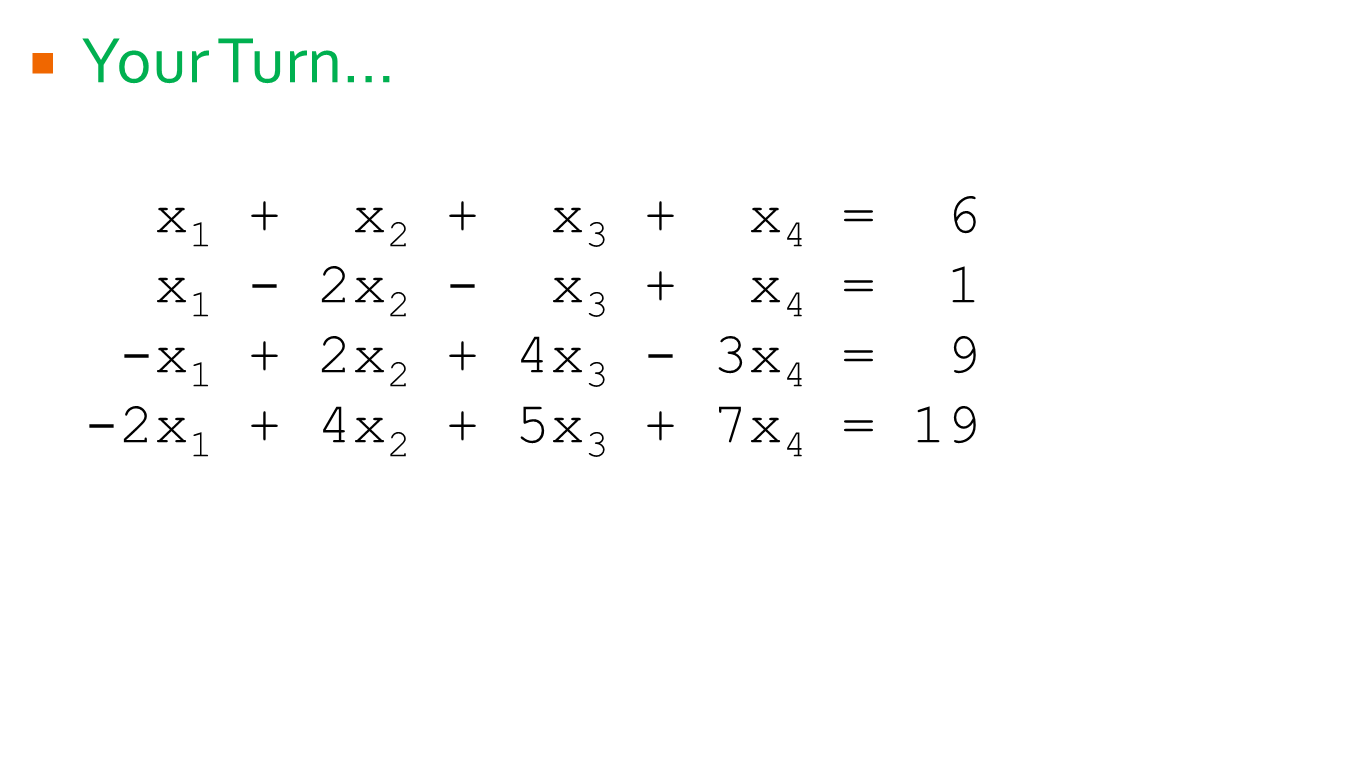 Your Turn...
x₁ + x₂ + x₃ + x₄ = 6
x₁ - 2x₂ - x₃ + x₄ = 1
-x₁ + 2x₂ + 4x₃ - 3x₄ = 9
-2x₁ + 4x₂ + 5x₃ + 7x₄ = 19